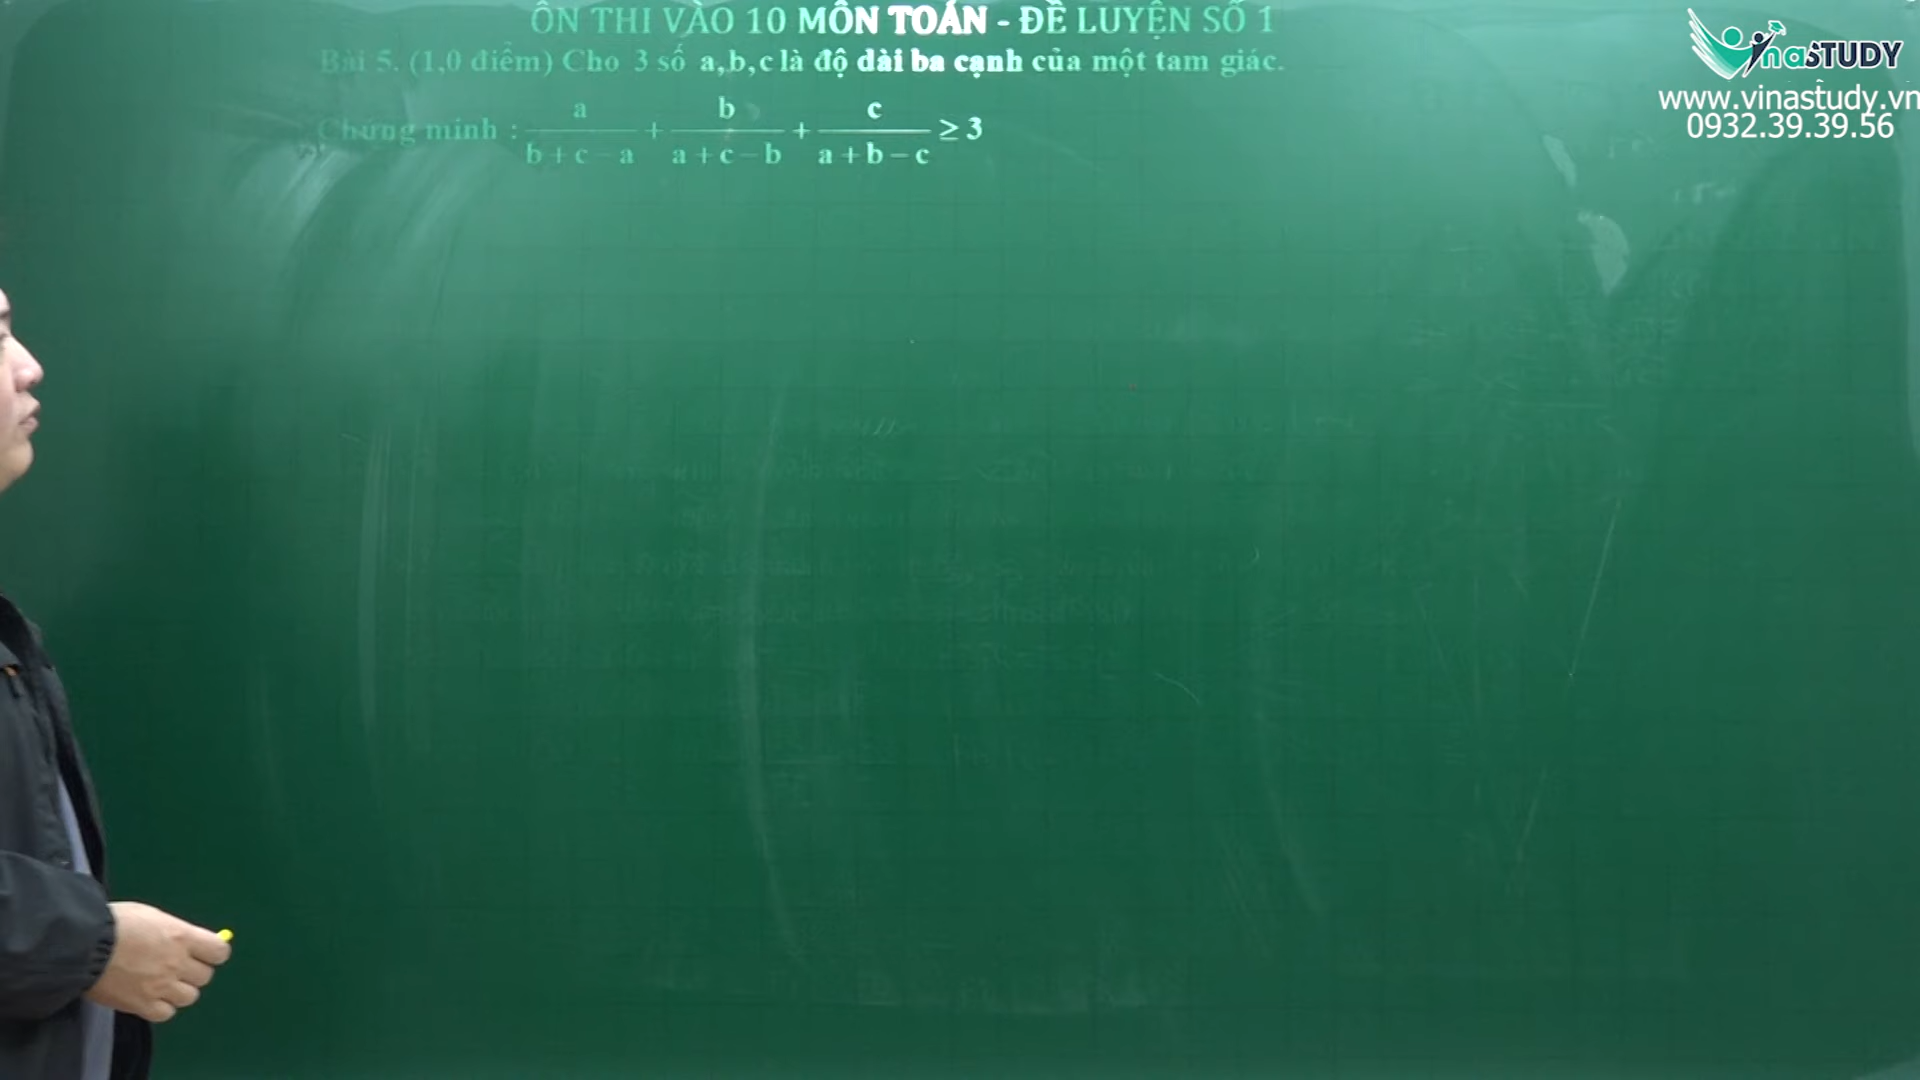 ÔN THI VÀO 10 MÔN TOÁN - ĐỀ LUYỆN SỐ 1
Bài 5. (1,0 điểm) Cho 3 số a,b,c là độ dài ba cạnh của một tam giác.
Chứng minh : a/(b+c−a) + b/(a+c−b) + c/(a+b−c) ≥ 3
VinaSTUDY
www.vinastudy.vn
0932.39.39.56